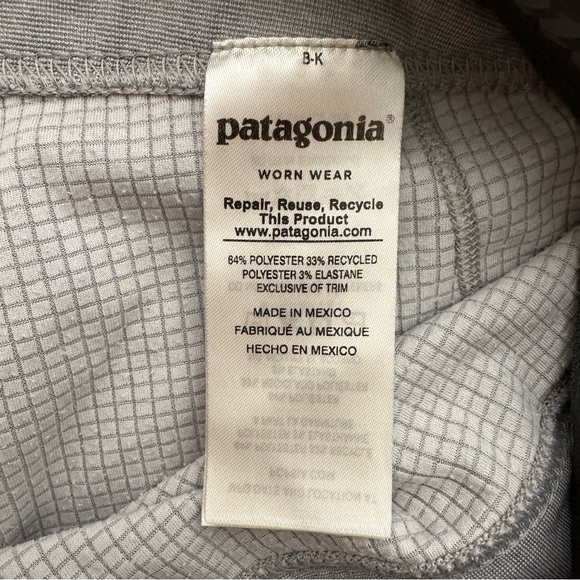 B-K
patagonia®
WORN WEAR
Repair, Reuse, Recycle
This Product
www.patagonia.com
64% POLYESTER 33% RECYCLED
POLYESTER 3% ELASTANE
EXCLUSIVE OF TRIM
MADE IN MEXICO
FABRIQUÉ AU MEXIQUE
HECHO EN MEXICO